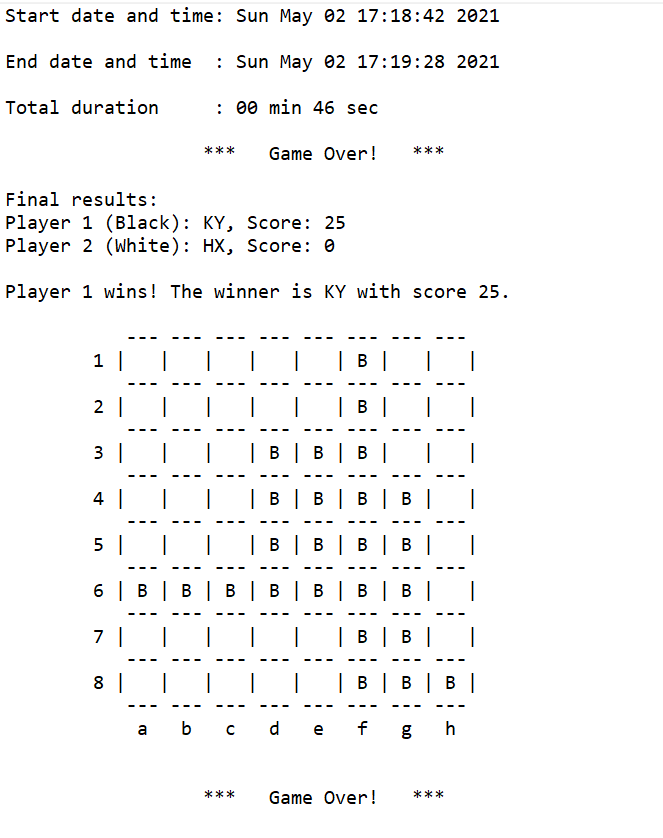 Start date and time: Sun May 02 17:18:42 2021
End date and time  : Sun May 02 17:19:28 2021
Total duration     : 00 min 46 sec
                  ***   Game Over!   ***
Final results:
Player 1 (Black): KY, Score: 25
Player 2 (White): HX, Score: 0
Player 1 wins! The winner is KY with score 25.
           --- --- --- --- --- --- --- ---
        1 |   |   |   |   |   | B |   |   |
           --- --- --- --- --- --- --- ---
        2 |   |   |   |   |   | B |   |   |
           --- --- --- --- --- --- --- ---
        3 |   |   |   | B | B | B |   |   |
           --- --- --- --- --- --- --- ---
        4 |   |   |   | B | B | B | B |   |
           --- --- --- --- --- --- --- ---
        5 |   |   |   | B | B | B | B |   |
           --- --- --- --- --- --- --- ---
        6 | B | B | B | B | B | B | B |   |
           --- --- --- --- --- --- --- ---
        7 |   |   |   |   |   | B | B |   |
           --- --- --- --- --- --- --- ---
        8 |   |   |   |   |   | B | B | B |
           --- --- --- --- --- --- --- ---
            a   b   c   d   e   f   g   h
                  ***   Game Over!   ***